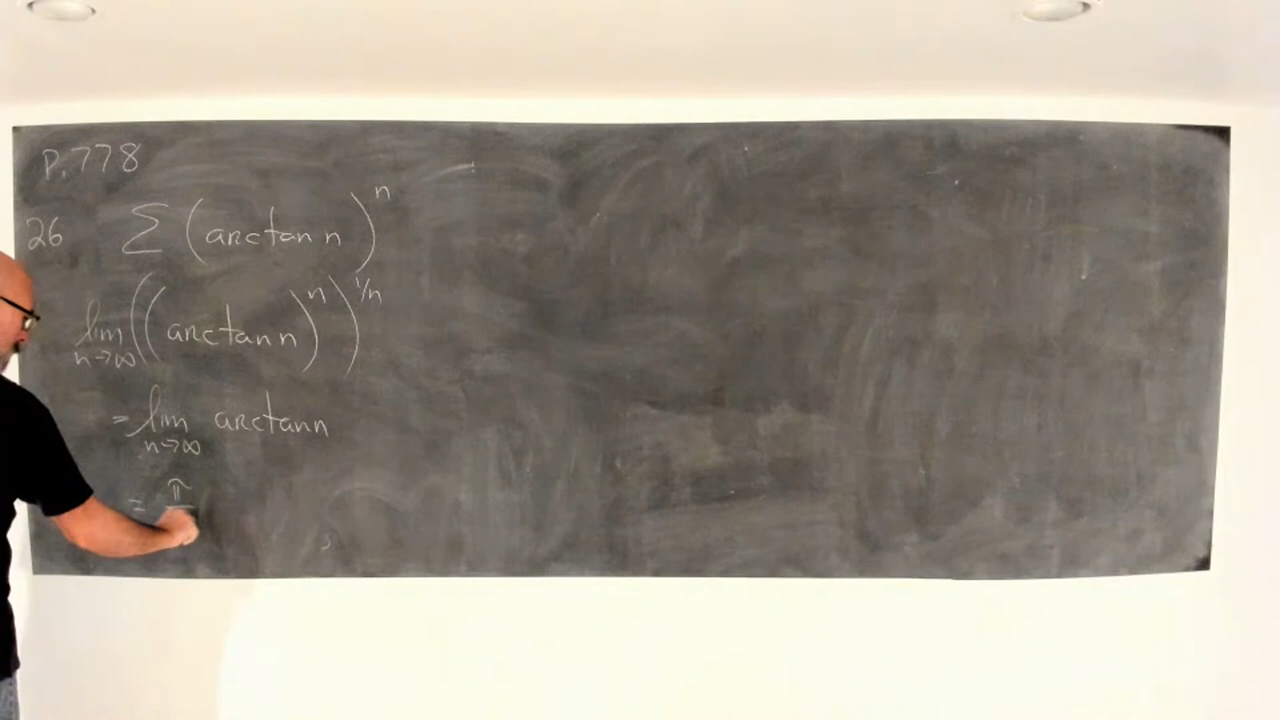 P.778
26 Σ (arctan n)^n
lim n→∞ ((arctan n)^n)^1/n
= lim n→∞ arctan n
= π